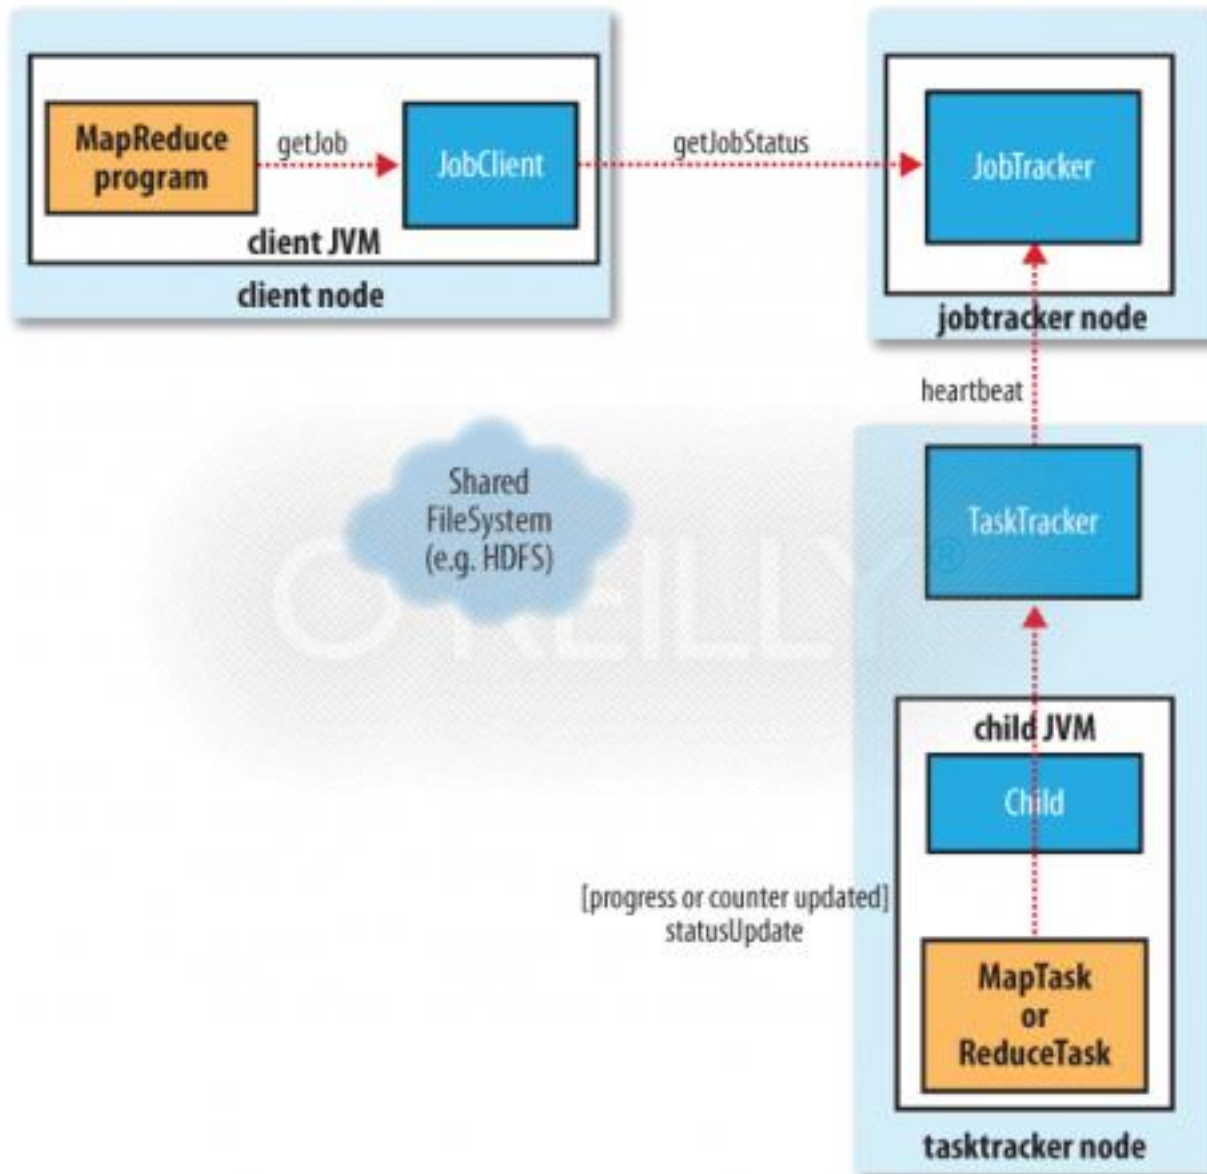 MapReduce
program
getJob
JobClient
client JVM
client node
getJobStatus
JobTracker
jobtracker node
heartbeat
Shared
FileSystem
(e.g. HDFS)
O'REILLY®
TaskTracker
child JVM
Child
[progress or counter updated]
statusUpdate
MapTask
or
ReduceTask
tasktracker node